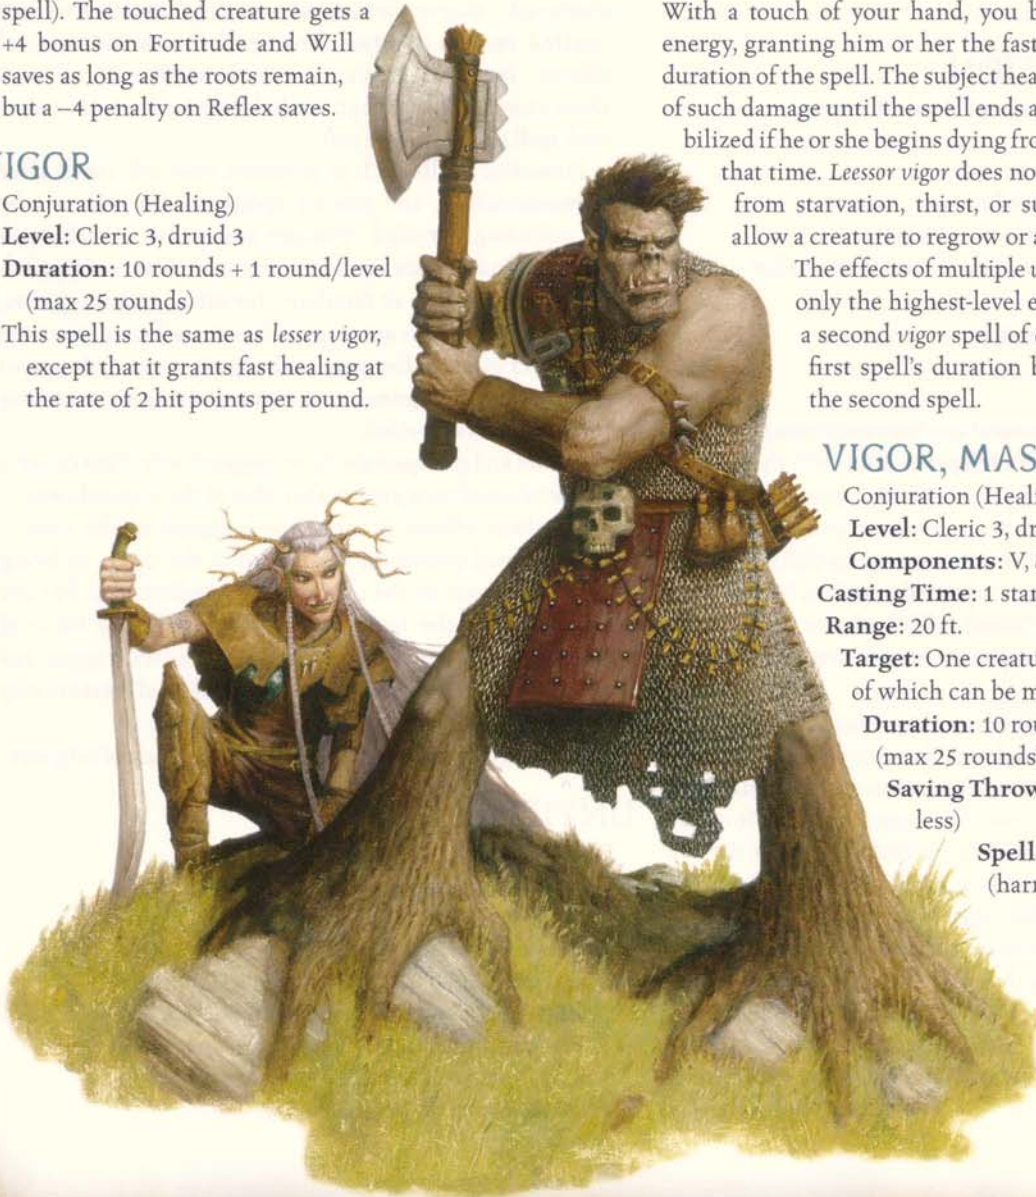 spell). The touched creature gets a
+4 bonus on Fortitude and Will
saves as long as the roots remain,
but a –4 penalty on Reflex saves.
IGOR
Conjuration (Healing)
Level: Cleric 3, druid 3
Duration: 10 rounds + 1 round/level
(max 25 rounds)
This spell is the same as lesser vigor,
except that it grants fast healing at
the rate of 2 hit points per round.
With a touch of your hand, you b
energy, granting him or her the fast
duration of the spell. The subject hea
of such damage until the spell ends a
bilized if he or she begins dying fro
that time. Leessor vigor does no
from starvation, thirst, or su
allow a creature to regrow or a
The effects of multiple u
only the highest-level e
a second vigor spell of
first spell's duration b
the second spell.
VIGOR, MAS
Conjuration (Heali
Level: Cleric 3, dr
Components: V,
Casting Time: 1 stan
Range: 20 ft.
Target: One creatu
of which can be m
Duration: 10 rou
(max 25 rounds
Saving Throw
less)
Spell
(harr